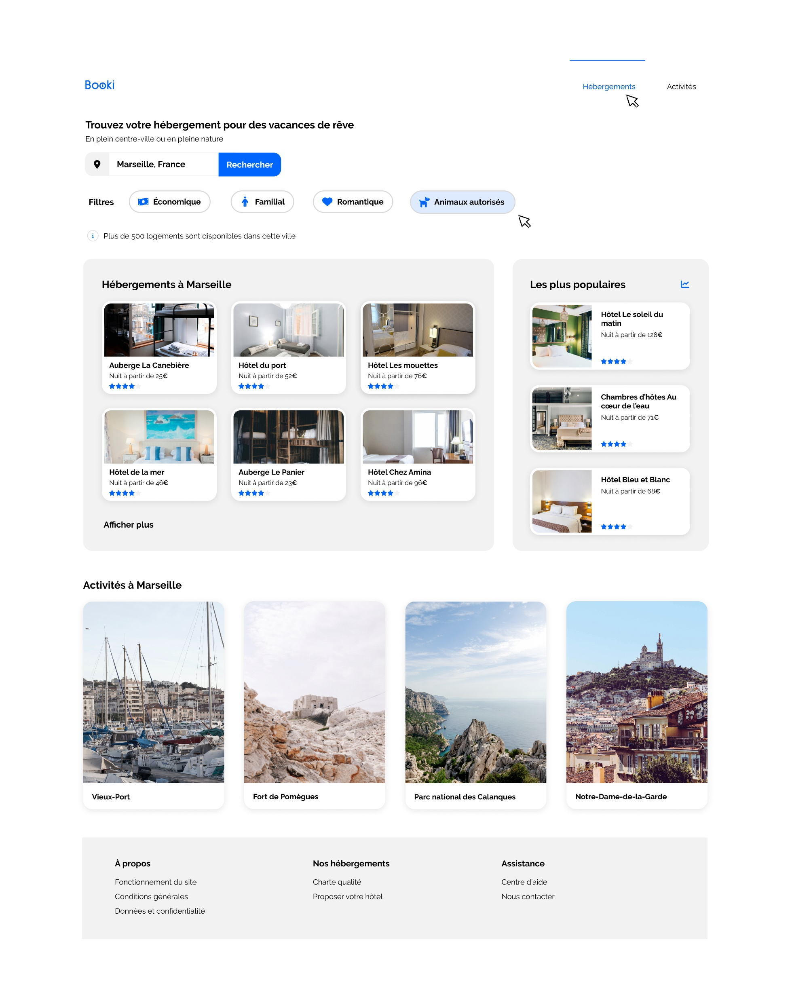 Booki
Hébergements
Activités
Trouvez votre hébergement pour des vacances de rêve
En plein centre-ville ou en pleine nature
Marseille, France
Rechercher
Filtres
Économique
Familial
Romantique
Animaux autorisés
i
Plus de 500 logements sont disponibles dans cette ville
Hébergements à Marseille
Auberge La Canebière
Nuit à partir de 25€
Hôtel du port
Nuit à partir de 52€
Hôtel Les mouettes
Nuit à partir de 76€
Hôtel de la mer
Nuit à partir de 46€
Auberge Le Panier
Nuit à partir de 23€
Hôtel Chez Amina
Nuit à partir de 96€
Afficher plus
Les plus populaires
Hôtel Le soleil du
matin
Nuit à partir de 128€
Chambres d’hôtes Au
cœur de l’eau
Nuit à partir de 71€
Hôtel Bleu et Blanc
Nuit à partir de 68€
Activités à Marseille
Vieux-Port
Fort de Pomègues
Parc national des Calanques
Notre-Dame-de-la-Garde
À propos
Fonctionnement du site
Conditions générales
Données et confidentialité
Nos hébergements
Charte qualité
Proposer votre hôtel
Assistance
Centre d’aide
Nous contacter